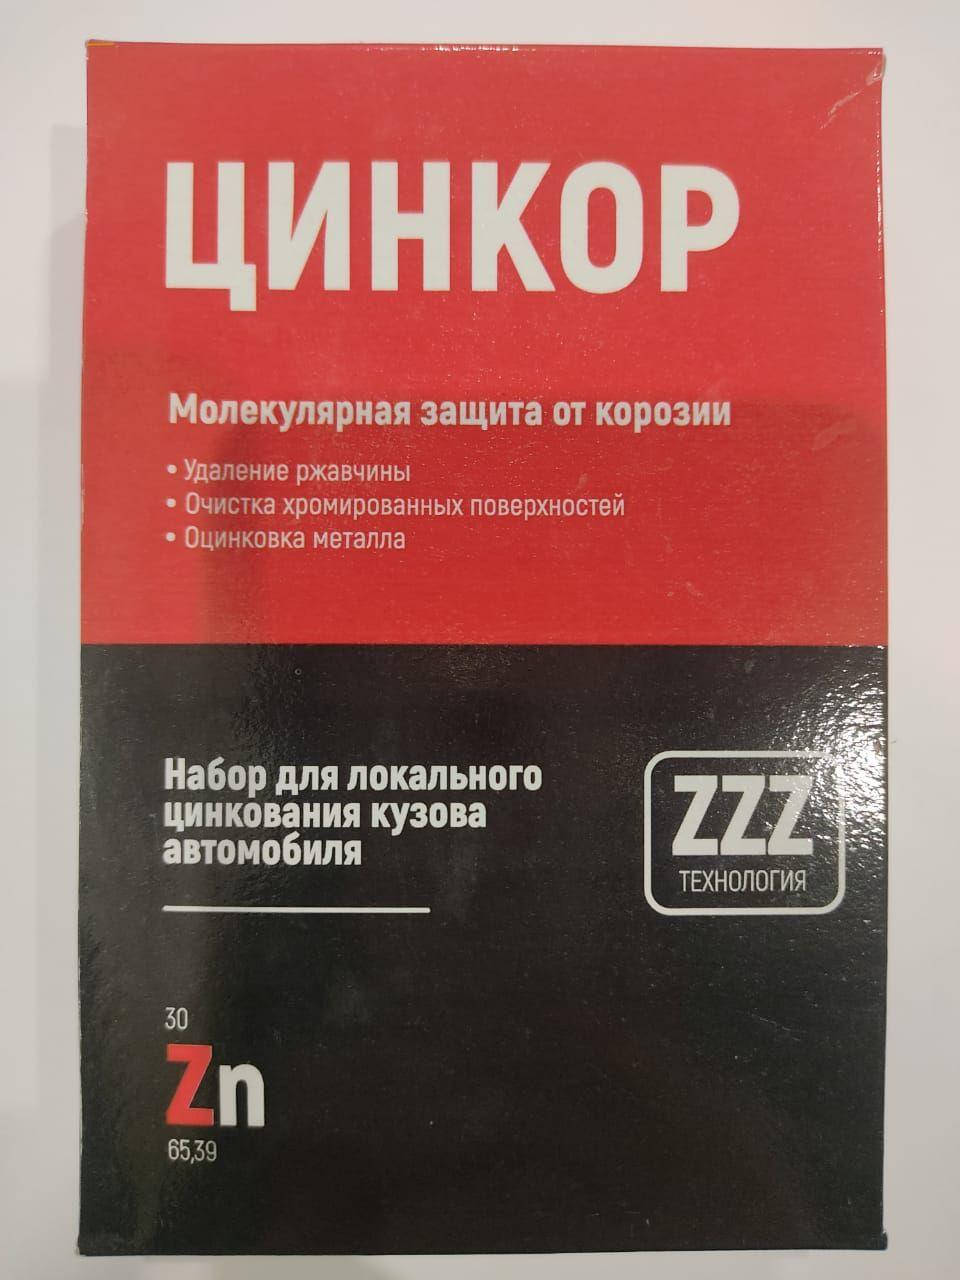 ЦИНКОР
Молекулярная защита от корозии
• Удаление ржавчины
• Очистка хромированных поверхностей
• Оцинковка металла
Набор для локального
цинкования кузова
автомобиля
ZZZ
ТЕХНОЛОГИЯ
30
Zn
65,39